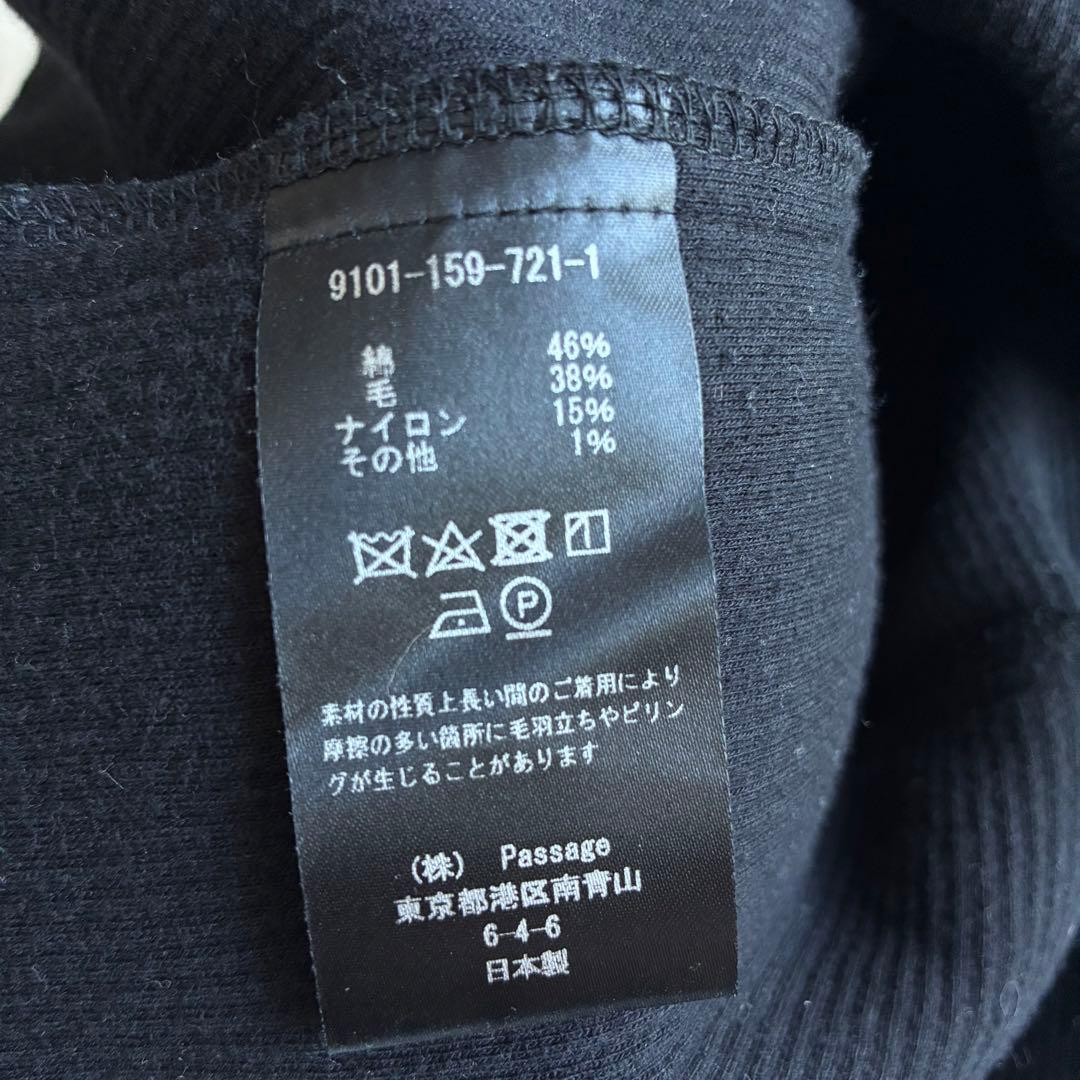 9101-159-721-1
綿 46%
毛 38%
ナイロン 15%
その他 1%
P
素材の性質上長い間のご着用により
摩擦の多い箇所に毛羽立ちやピリン
グが生じることがあります
(株) Passage
東京都港区南青山
6-4-6
日本製